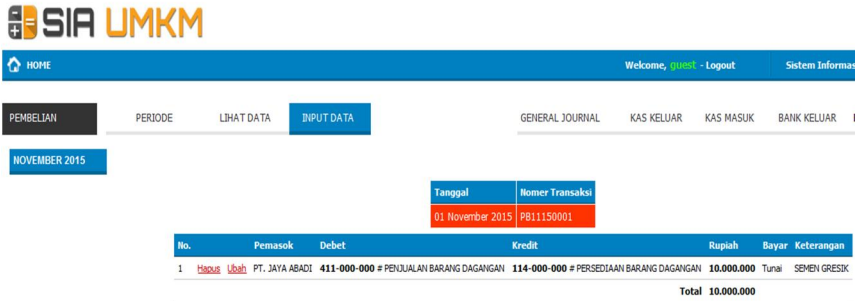 SIA UMKM
HOME Welcome, guest - Logout Sistem Informas
PEMBELIAN PERIODE LIHAT DATA INPUT DATA GENERAL JOURNAL KAS KELUAR KAS MASUK BANK KELUAR
NOVEMBER 2015
Tanggal Nomer Transaksi
01 November 2015 PB11150001
No. Pemasok Debet Kredit Rupiah Bayar Keterangan
1 Hapus Ubah PT. JAYA ABADI 411-000-000 # PENJUALAN BARANG DAGANGAN 114-000-000 # PERSEDIAAN BARANG DAGANGAN 10.000.000 Tunai SEMEN GRESIK
Total 10.000.000